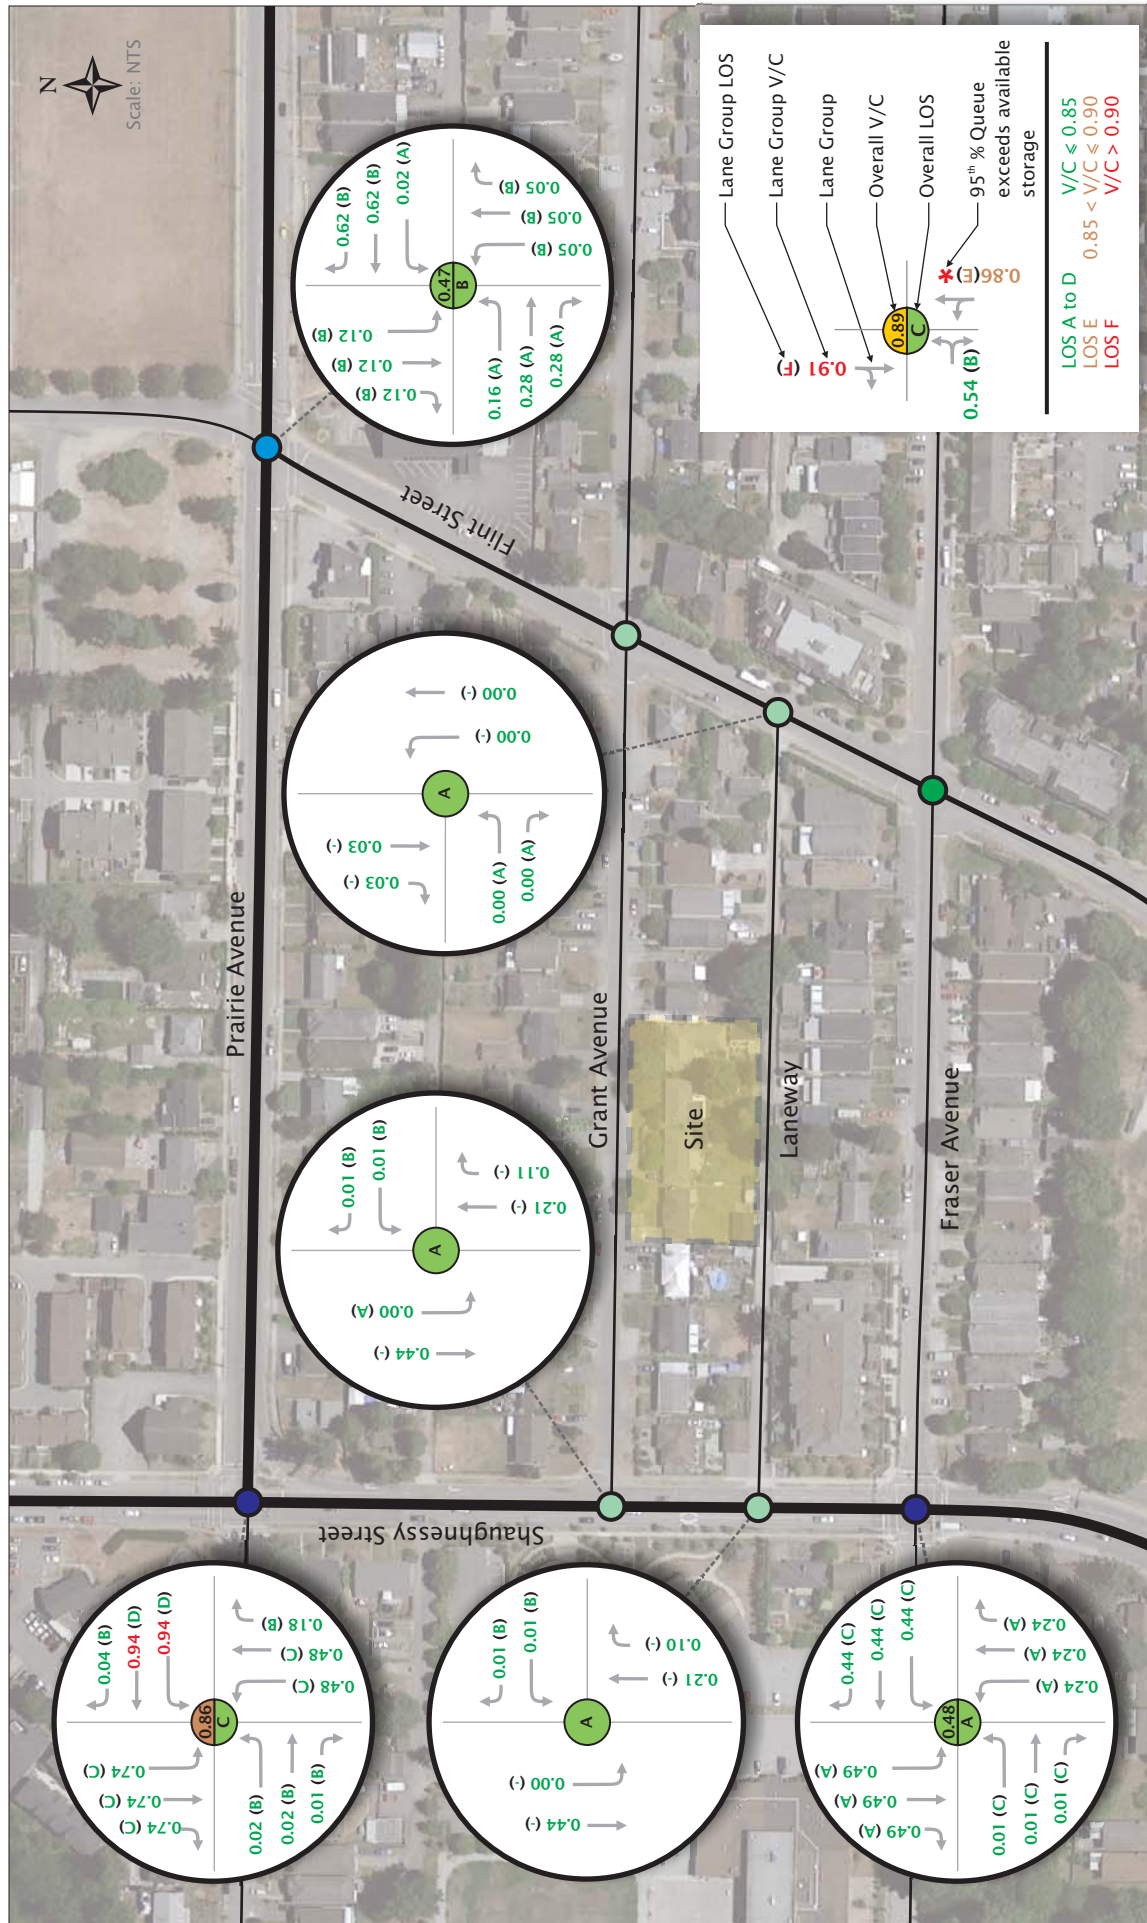 N
Scale: NTS
Prairie Avenue
Flint Street
Grant Avenue
Site
Laneway
Fraser Avenue
Shaughnessy Street
0.04 (B)
0.94 (D)
0.94 (D)
0.74 (C)
0.74 (C)
0.74 (C)
0.86
C
0.02 (B)
0.02 (B)
0.01 (B)
0.48 (C)
0.48 (C)
0.18 (B)
0.01 (B)
0.01 (B)
0.44 (-)
0.00 (-)
A
0.21 (-)
0.10 (-)
0.44 (C)
0.44 (C)
0.44 (C)
0.49 (A)
0.49 (A)
0.49 (A)
0.48
A
0.01 (C)
0.01 (C)
0.01 (C)
0.24 (A)
0.24 (A)
0.24 (A)
0.01 (B)
0.01 (B)
0.44 (-)
0.00 (A)
A
0.21 (-)
0.11 (-)
0.03 (-)
0.03 (-)
A
0.00 (A)
0.00 (A)
0.00 (-)
0.00 (-)
0.62 (B)
0.62 (B)
0.02 (A)
0.12 (B)
0.12 (B)
0.12 (B)
0.47
B
0.16 (A)
0.28 (A)
0.28 (A)
0.05 (B)
0.05 (B)
0.05 (B)
Lane Group LOS
Lane Group V/C
Lane Group
Overall V/C
Overall LOS
95th % Queue
exceeds available
storage
0.91 (F)
0.89
C
0.54 (B)
0.86(E)*
LOS A to D V/C ≤ 0.85
LOS E 0.85 < V/C ≤ 0.90
LOS F V/C > 0.90